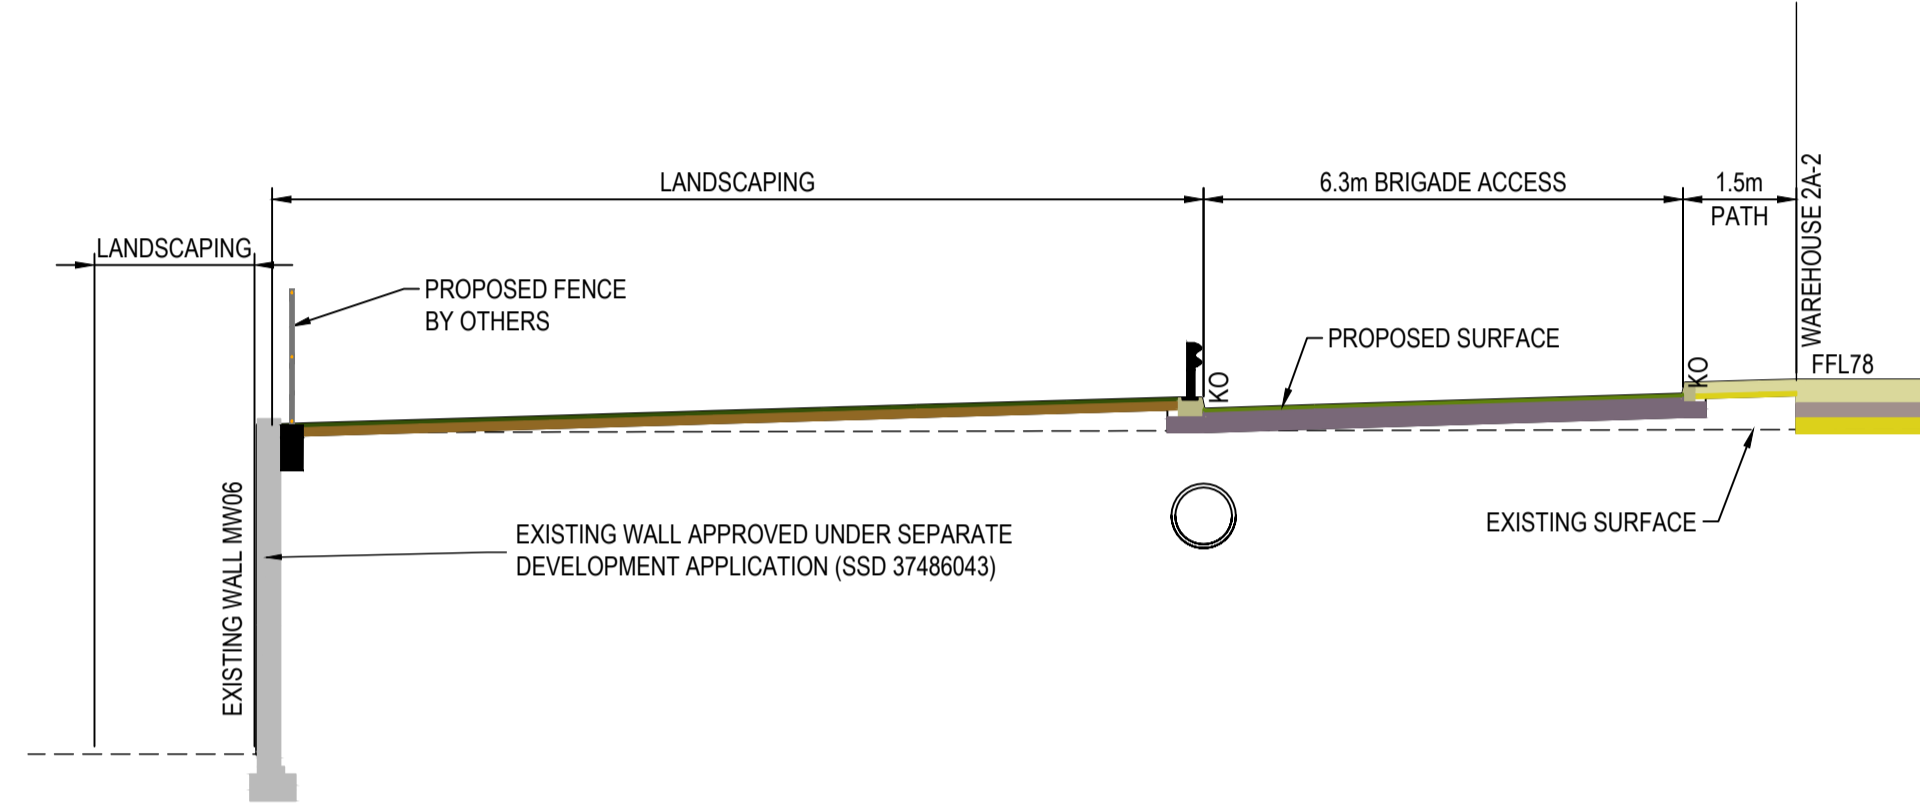 LANDSCAPING
6.3m BRIGADE ACCESS
1.5m
PATH
WAREHOUSE 2A-2
LANDSCAPING
PROPOSED FENCE
BY OTHERS
PROPOSED SURFACE
FFL78
KO
KO
EXISTING WALL MW06
EXISTING WALL APPROVED UNDER SEPARATE
DEVELOPMENT APPLICATION (SSD 37486043)
EXISTING SURFACE